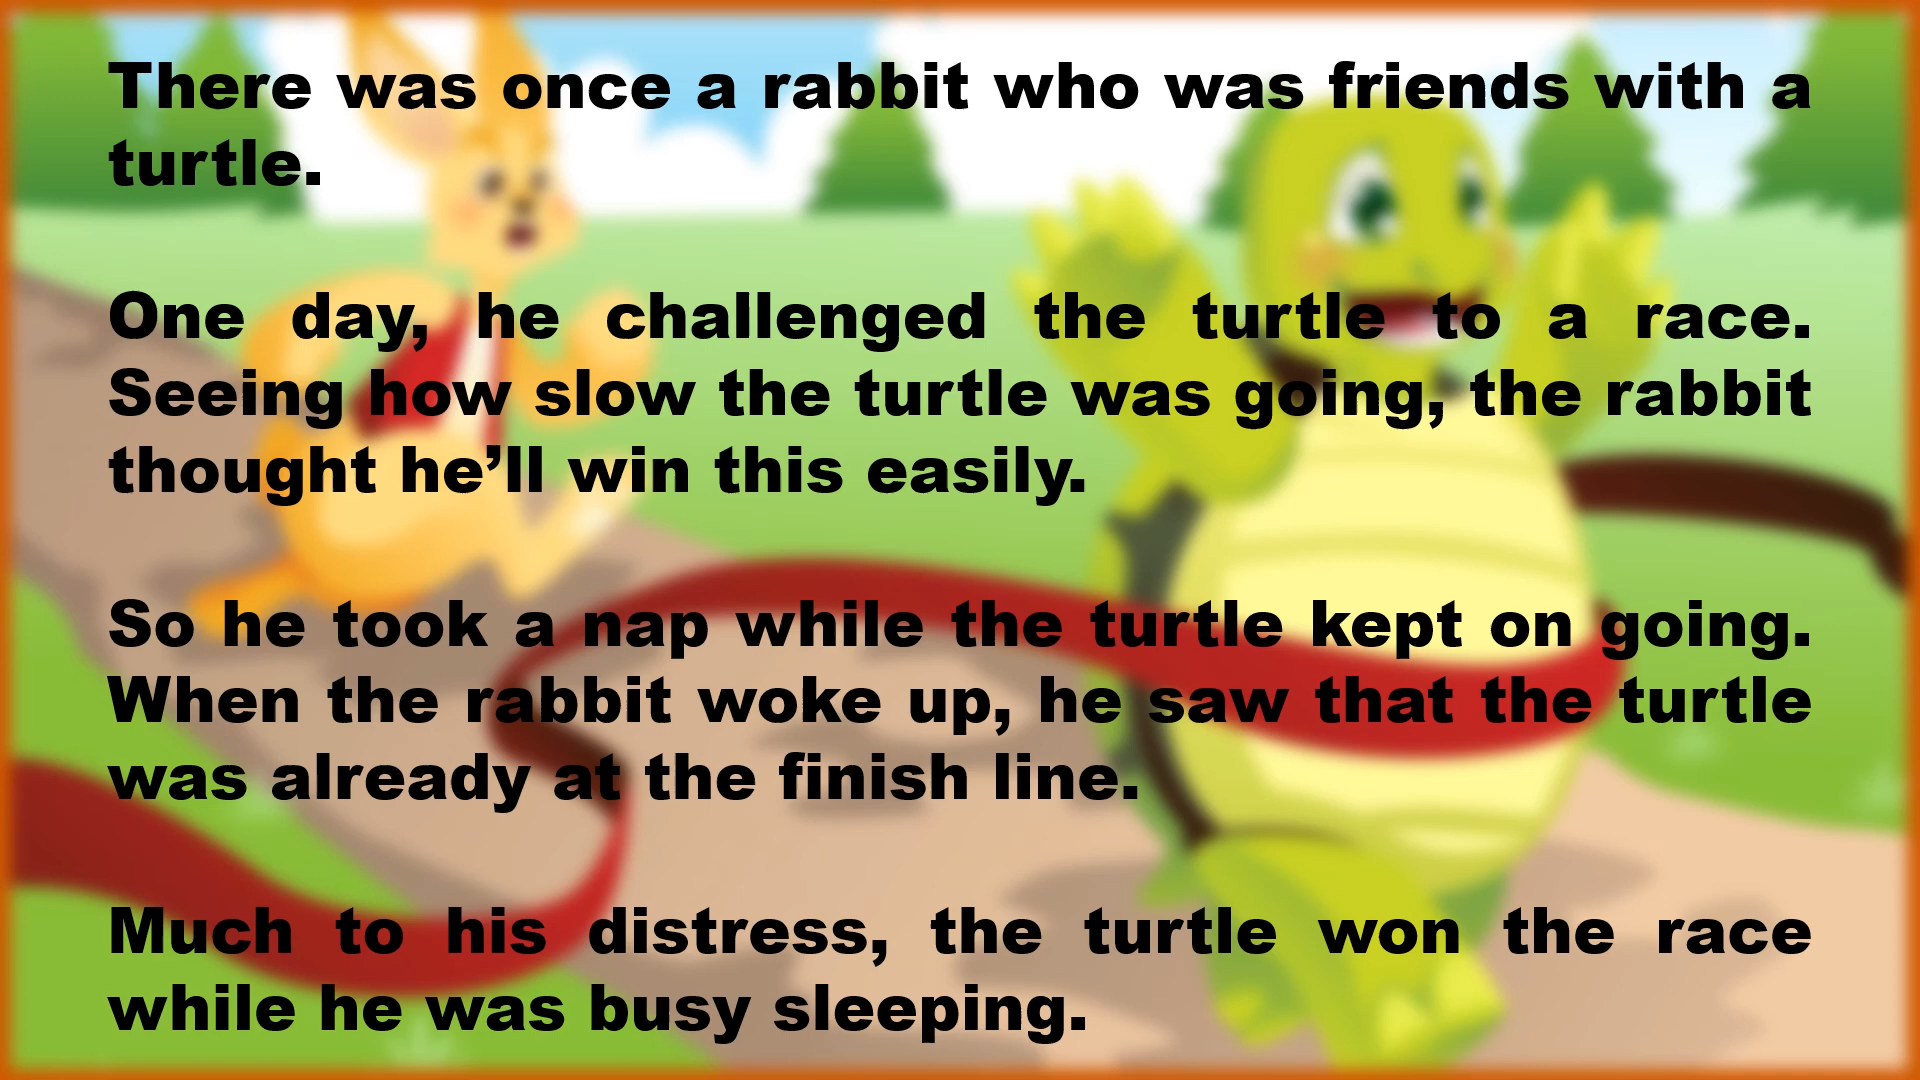 There was once a rabbit who was friends with a
turtle.
One day, he challenged the turtle to a race.
Seeing how slow the turtle was going, the rabbit
thought he’ll win this easily.
So he took a nap while the turtle kept on going.
When the rabbit woke up, he saw that the turtle
was already at the finish line.
Much to his distress, the turtle won the race
while he was busy sleeping.